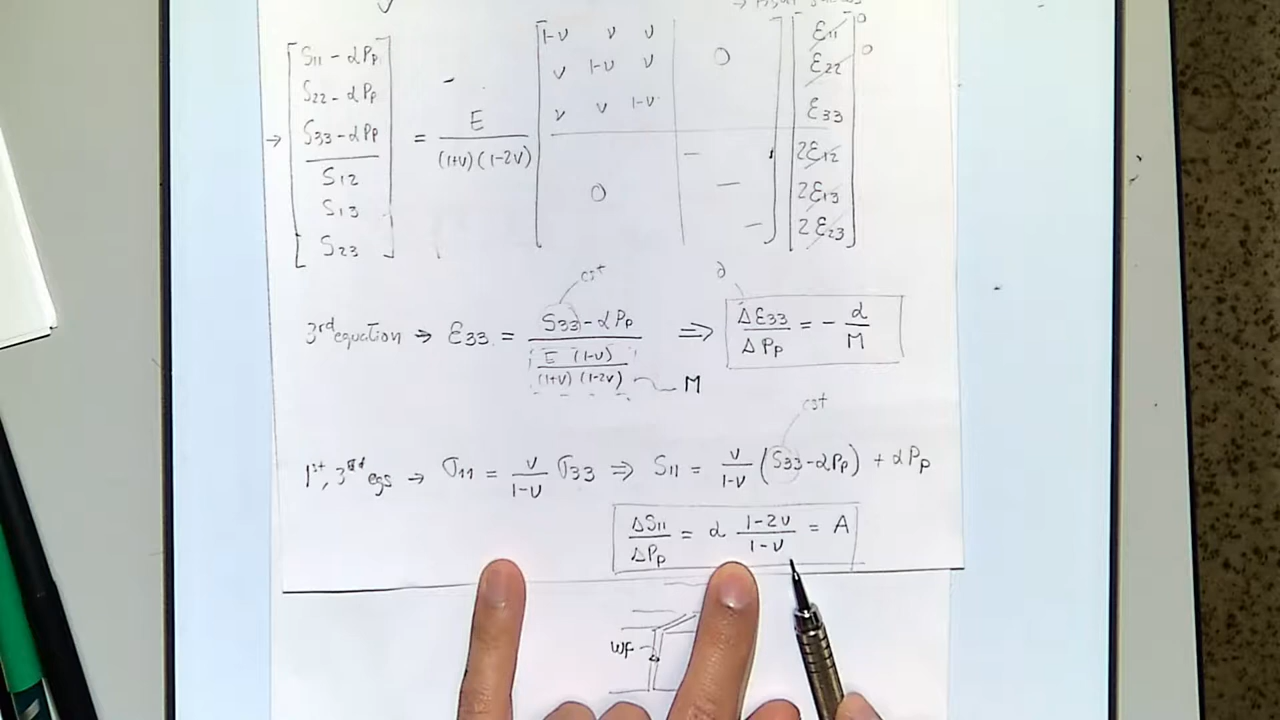 [S11 - αPp; S22 - αPp; S33 - αPp; S12; S13; S23] = E / ((1+ν)(1-2ν)) [1-ν ν ν | 0; ν 1-ν ν; ν ν 1-ν; 0 | – – –] [ε11 0; ε22 0; ε33; 2ε12; 2ε13; 2ε23]
cst
3rd equation → ε33 = (S33 - αPp) / (E (1-ν) / (1+ν)(1-2ν)) ⇒ Δε33 / ΔPp = - α / M
M
cst
1st, 3rd eqs → σ11 = ν / (1-ν) σ33 ⇒ S11 = ν / (1-ν) (S33 - αPp) + αPp
ΔS11 / ΔPp = α (1-2ν) / (1-ν) = A
WF